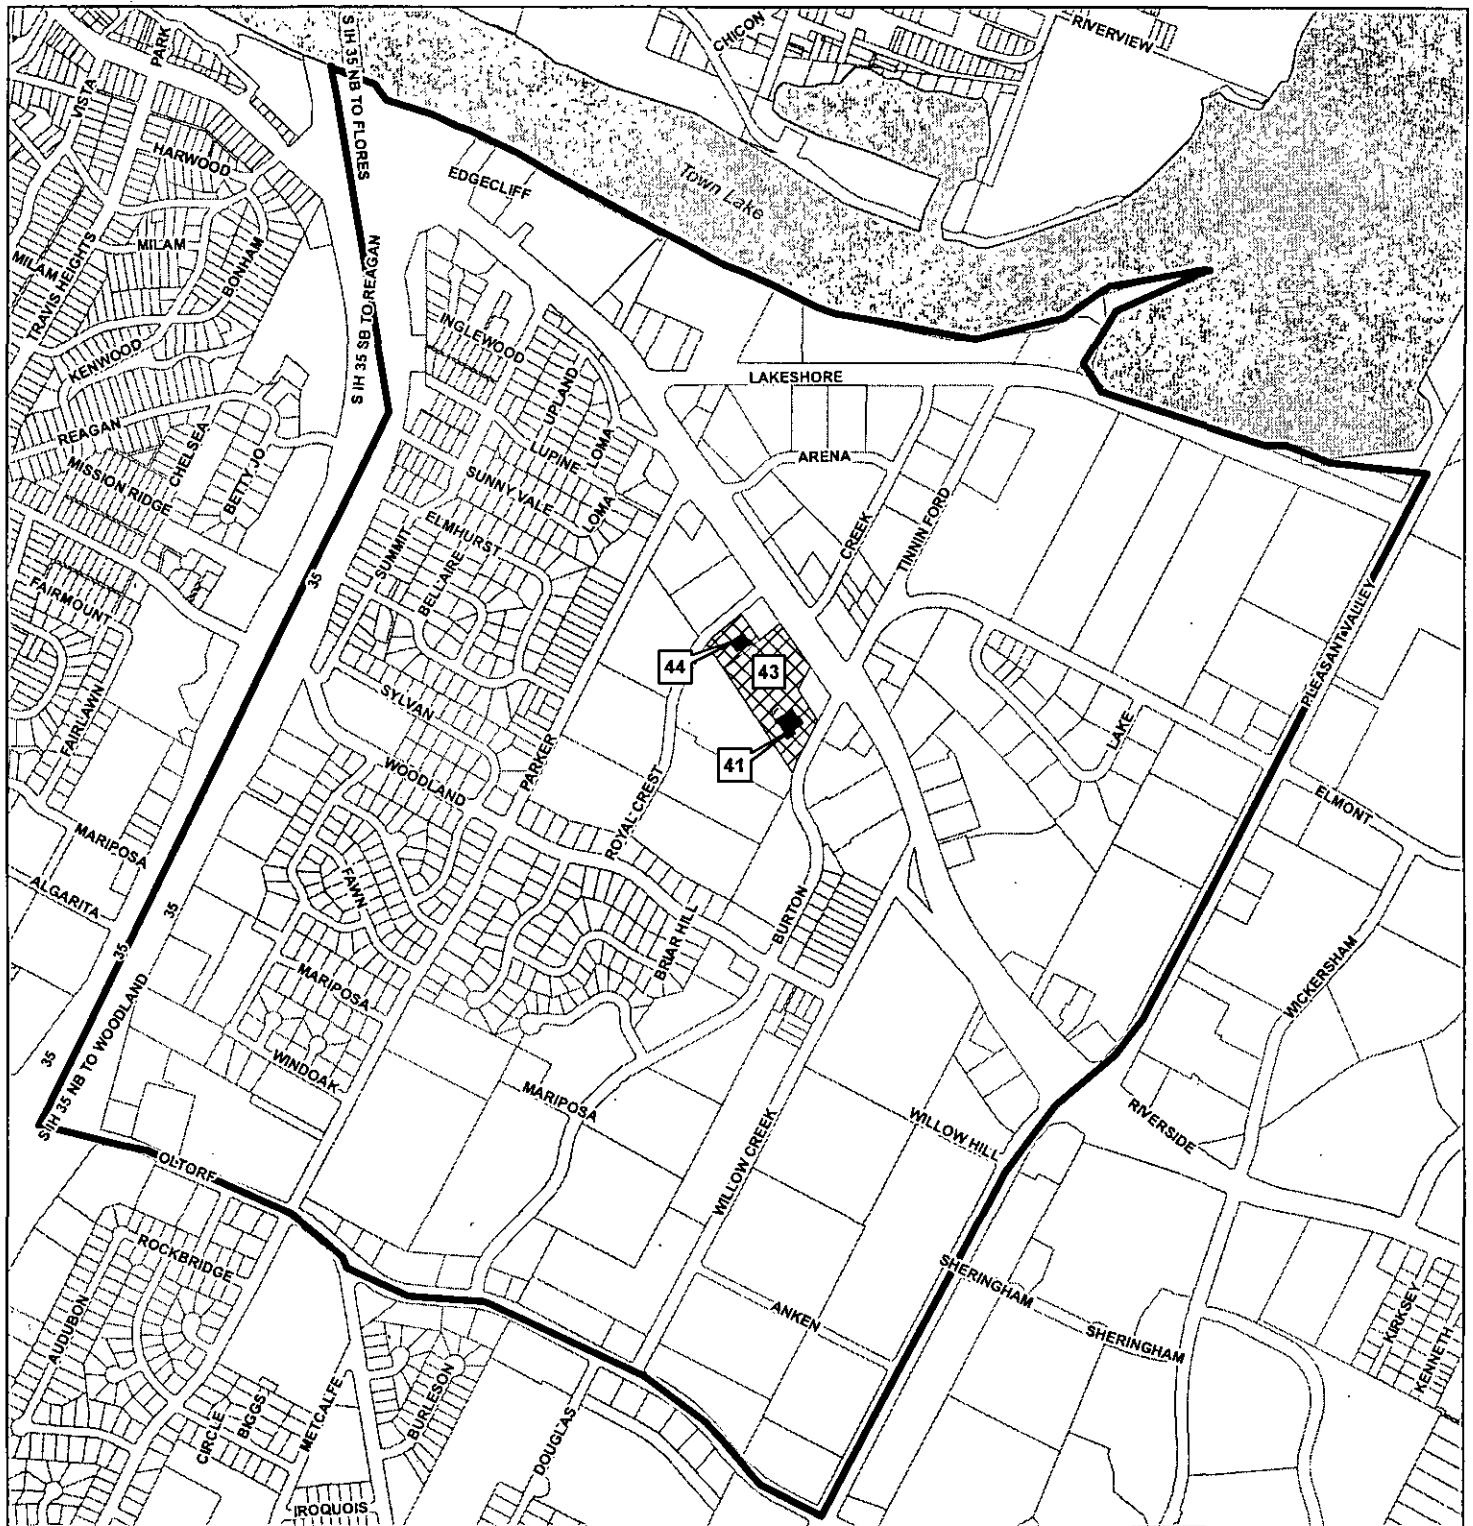 S IH 35 NB TO FLORES
CHICON
RIVERVIEW
PARK
VISTA
HARWOOD
EDGECLIFF
Town Lake
MILAM
MILAM
TRAVIS HEIGHTS
BONHAM
S IH 35 SB TO REAGAN
KENWOOD
INGLEWOOD
UPLAND
LAKESHORE
REAGAN
CHELSEA
MISSION RIDGE
BETTY JO
LUPINE
LOMA
ARENA
SUNNY VALE
LOMA
ELMHURST
CREEK
TINNIN FORD
SUMMIT
BELLAIRE
35
FAIRMOUNT
PLEASANT VALLEY
44
43
FAIRLAWN
SYLVAN
LAKE
41
PARKER
WOODLAND
ROYAL CREST
ELMONT
MARIPOSA
ALGARITA
FAWN
35
BURTON
BRIAR HILL
35
MARIPOSA
WICKERSHAM
35
S IH 35 NB TO WOODLAND
WINDOAK
MARIPOSA
WILLOW CREEK
WILLOW HILL
RIVERSIDE
OLTORF
ROCKBRIDGE
SHERINGHAM
AUDUBON
ANKEN
SHERINGHAM
KIRKSEY
KENNETH
CIRCLE
BIGGS
METCALFE
BURLESON
DOUGLAS
IROQUOIS